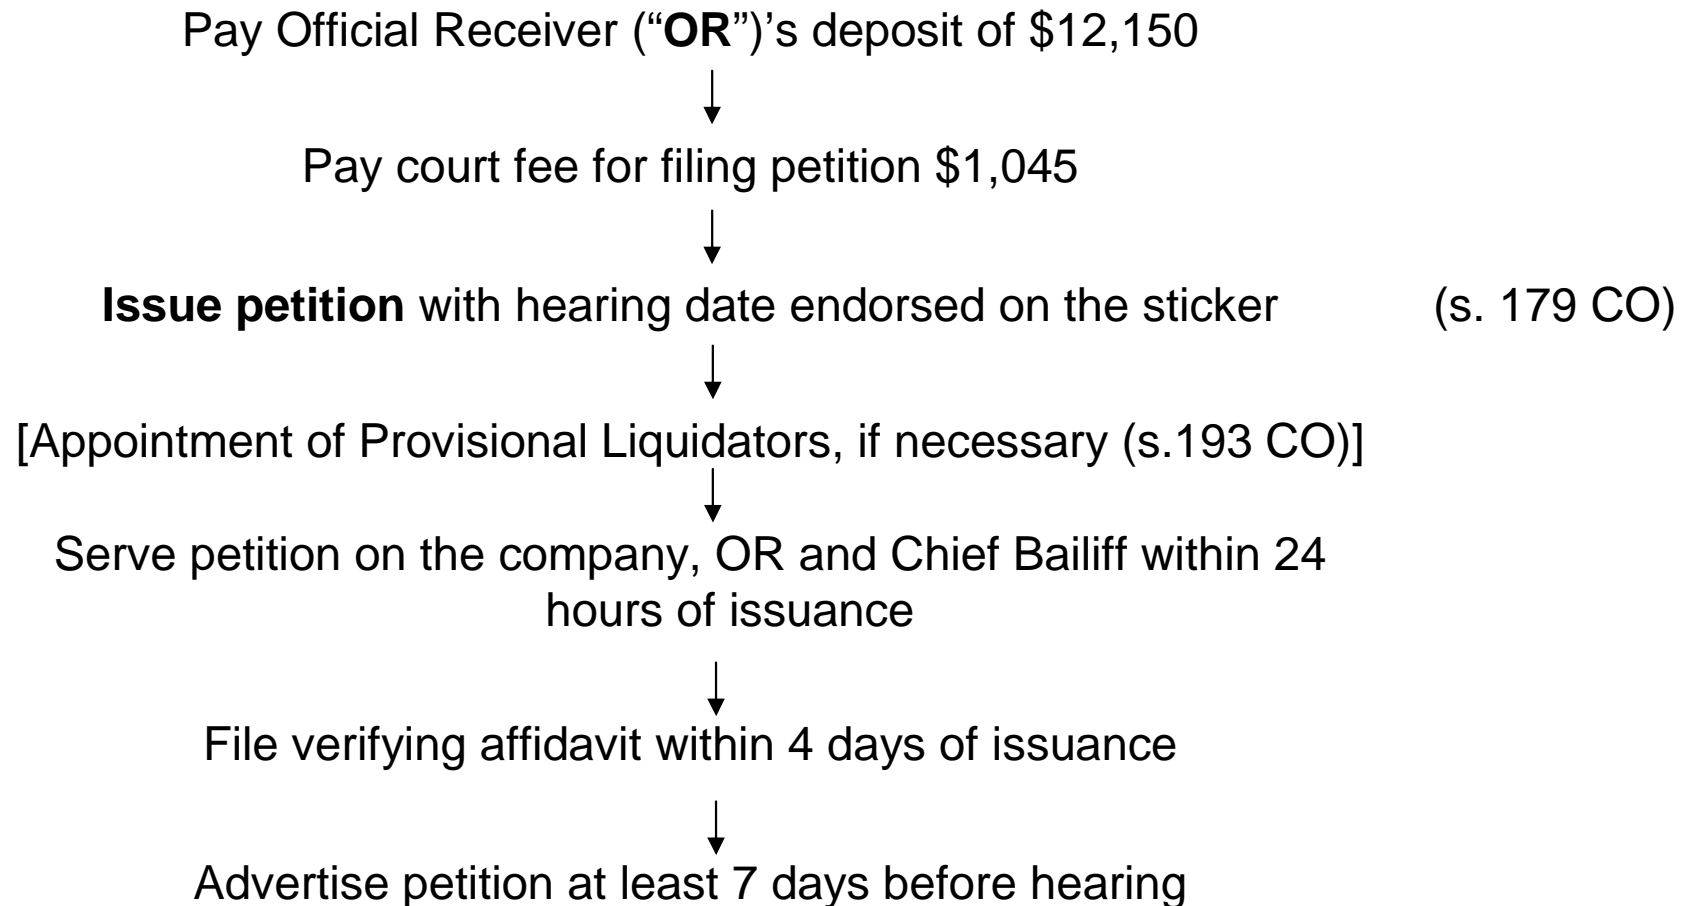 Pay Official Receiver (“OR”)’s deposit of $12,150
Pay court fee for filing petition $1,045
Issue petition with hearing date endorsed on the sticker (s. 179 CO)
[Appointment of Provisional Liquidators, if necessary (s.193 CO)]
Serve petition on the company, OR and Chief Bailiff within 24
hours of issuance
File verifying affidavit within 4 days of issuance
Advertise petition at least 7 days before hearing